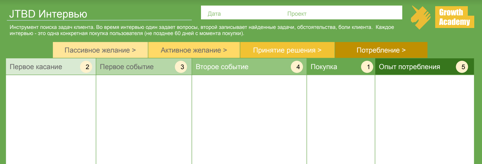 JTBD Интервью
Дата
Проект
Growth
Academy
Инструмент поиска задач клиента. Во время интервью один задает вопросы, второй записывает найденные задачи, обстоятельства, боли клиента. Каждое
интервью - это одна конкретная покупка пользователя (не позднее 60 дней с момента покупки).
Пассивное желание >
Активное желание >
Принятие решения >
Потребление >
Первое касание
2
Первое событие
3
Второе событие
4
Покупка
1
Опыт потребления
5